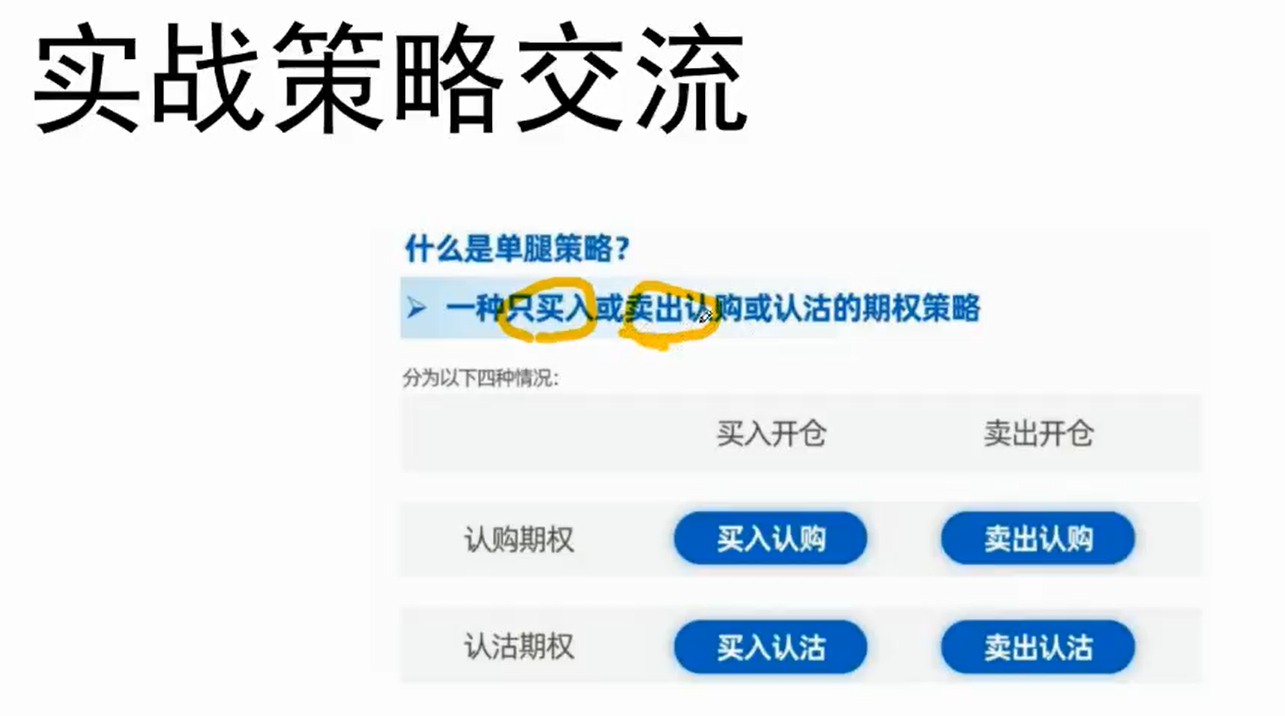 实战策略交流
什么是单腿策略?
➢ 一种只买入或卖出认购或认沽的期权策略
分为以下四种情况:
买入开仓 卖出开仓
认购期权 买入认购 卖出认购
认沽期权 买入认沽 卖出认沽